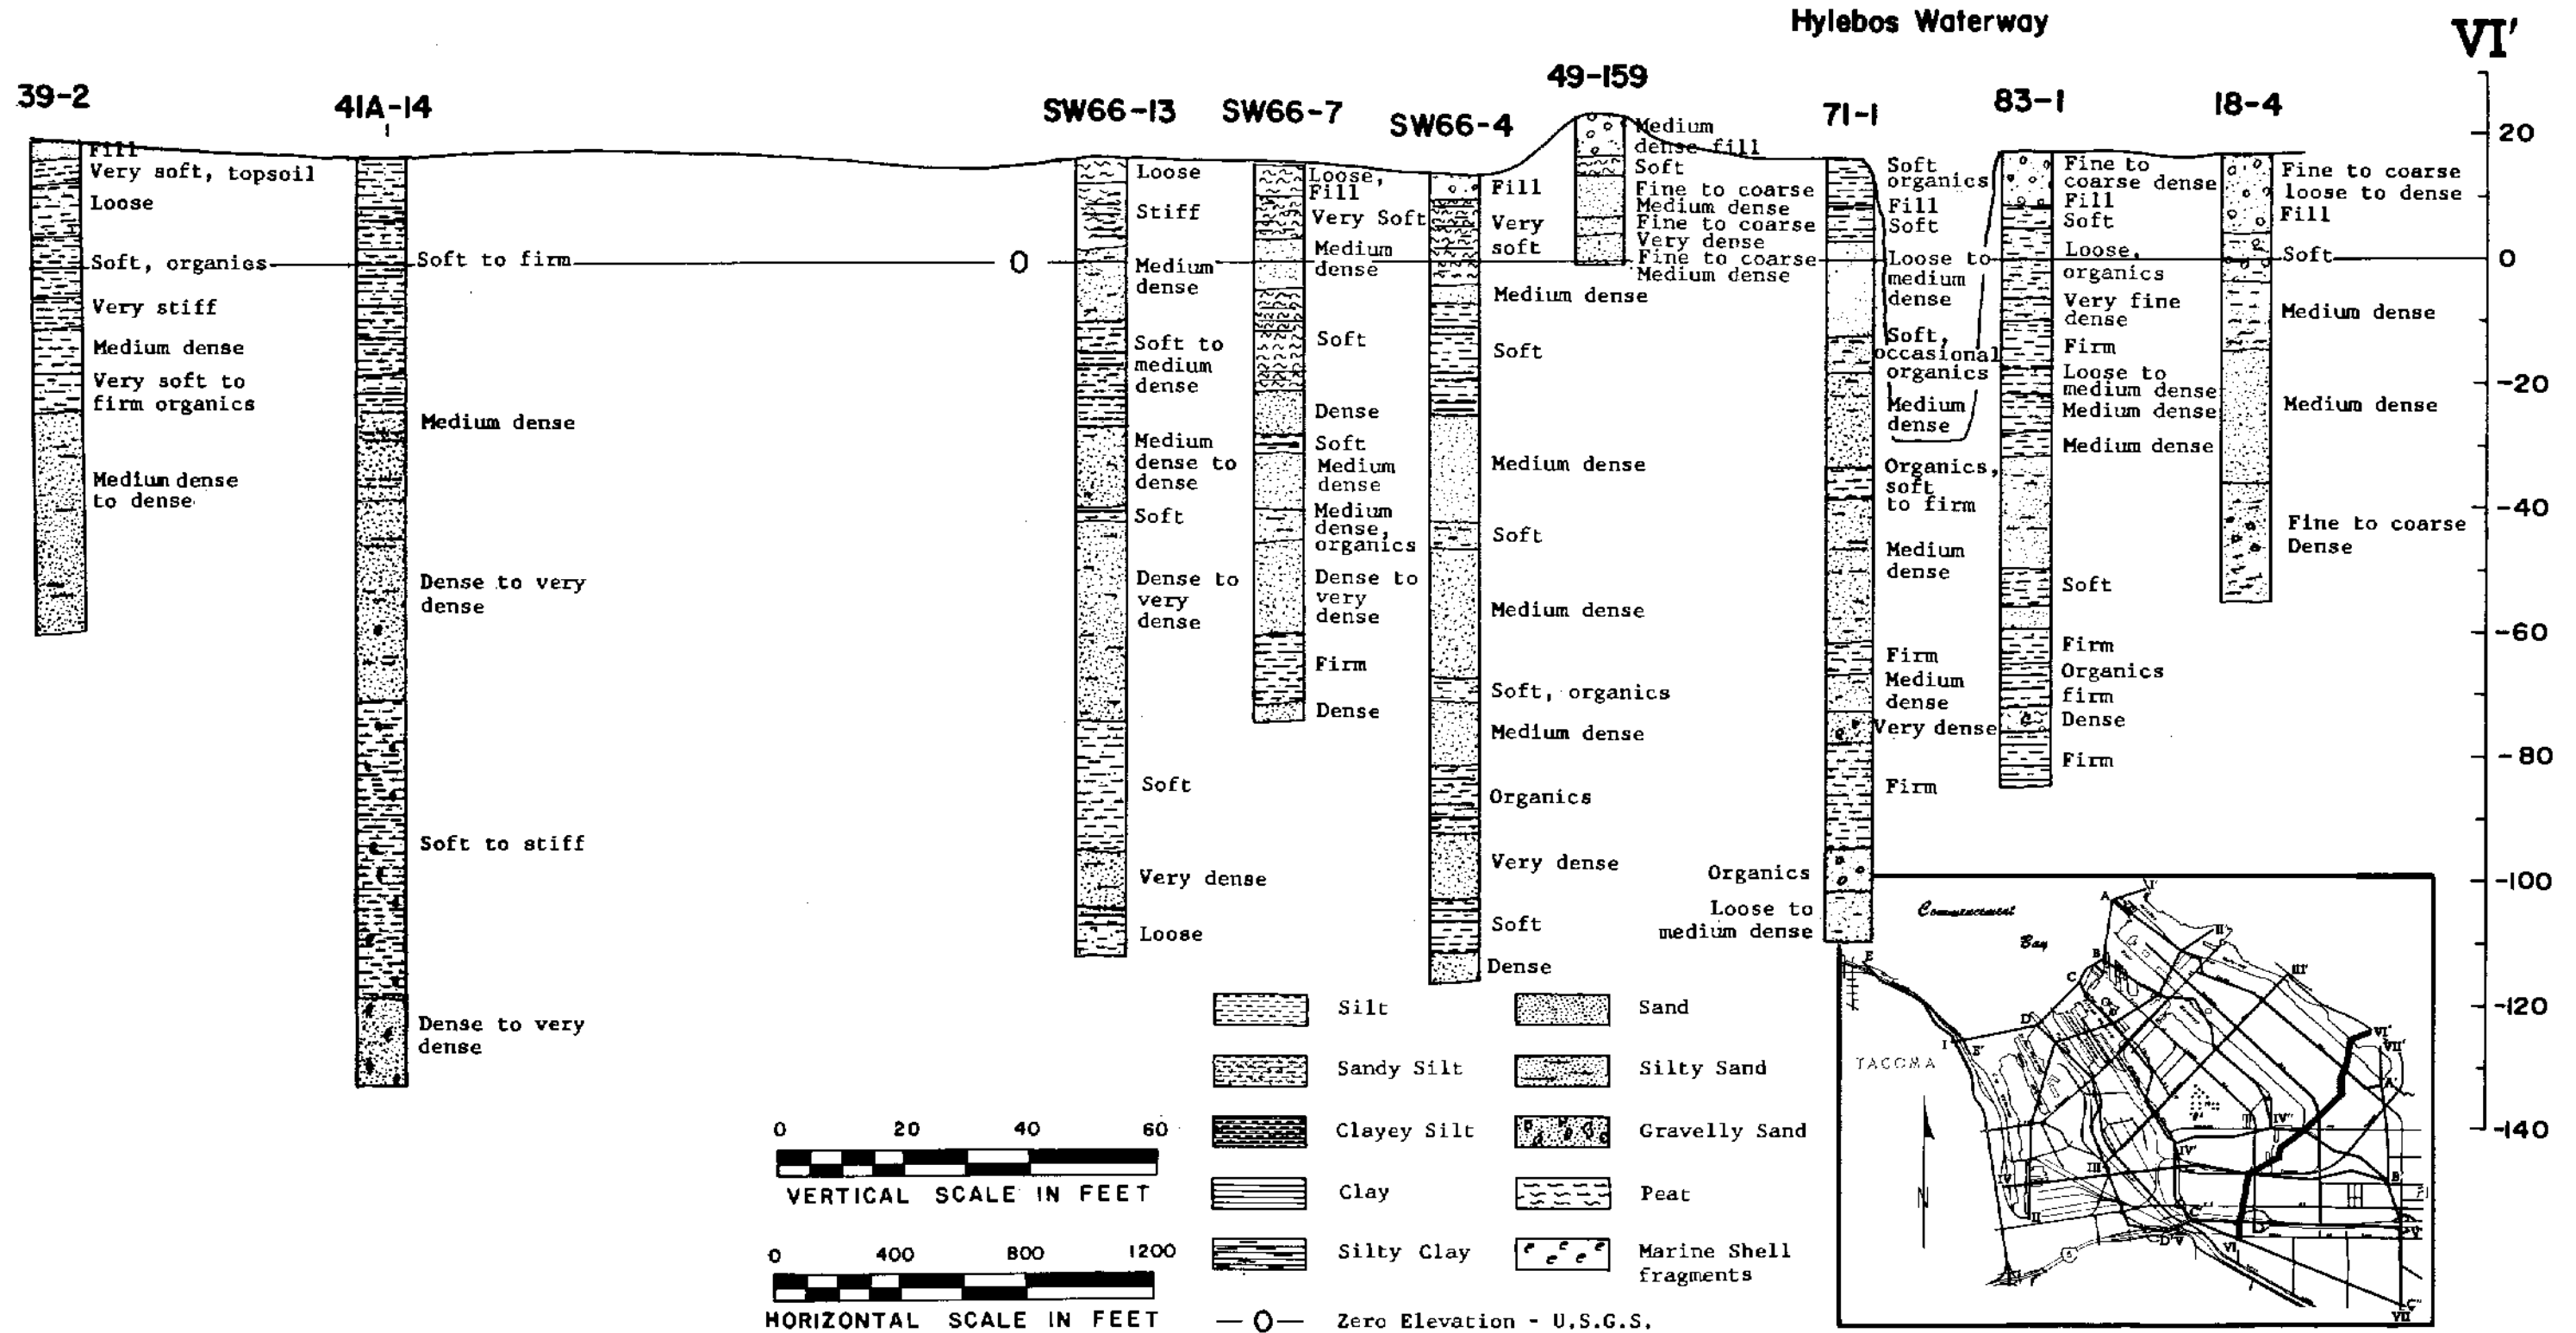 Hylebos Waterway
VI'
39-2
41A-14
SW66-13
SW66-7
SW66-4
49-159
71-1
83-1
18-4
Fill
Very soft, topsoil
Loose
Soft, organics
Very stiff
Medium dense
Very soft to
firm organics
Medium dense
to dense
Soft to firm
Medium dense
Dense to very
dense
Soft to stiff
Dense to very
dense
0
Loose
Stiff
Medium
dense
Soft to
medium
dense
Medium
dense to
dense
Soft
Dense to
very
dense
Soft
Very dense
Loose
Loose,
Fill
Very Soft
Medium
dense
Soft
Dense
Soft
Medium
dense
Medium
dense,
organics
Dense to
very
dense
Firm
Dense
Fill
Very
soft
Medium dense
Soft
Medium dense
Soft
Medium dense
Soft, organics
Medium dense
Organics
Very dense
Soft
Dense
Medium
dense fill
Soft
Fine to coarse
Medium dense
Fine to coarse
Very dense
Fine to coarse
Medium dense
Soft
organics
Fill
Soft
Loose to
medium
dense
Soft,
occasional
organics
Medium
dense
Organics,
soft
to firm
Medium
dense
Firm
Medium
dense
Very dense
Firm
Organics
Loose to
medium dense
Fine to
coarse dense
Fill
Soft
Loose,
organics
Very fine
dense
Firm
Loose to
medium dense
Medium dense
Medium dense
Soft
Firm
Organics
firm
Dense
Firm
Fine to coarse
loose to dense
Fill
Soft
Medium dense
Medium dense
Fine to coarse
Dense
20
0
-20
-40
-60
-80
-100
-120
-140
0 20 40 60
VERTICAL SCALE IN FEET
0 400 800 1200
HORIZONTAL SCALE IN FEET
Silt
Sandy Silt
Clayey Silt
Clay
Silty Clay
Sand
Silty Sand
Gravelly Sand
Peat
Marine Shell
fragments
—0— Zero Elevation - U.S.G.S.
Commencement
Bay
TACOMA
N
A
I'
B
II'
C
III'
D
E
I
E'
VI'
VII'
A'
IV''
IV'
III
IV
B'
II
C'
D'
V
V'
VI
C''
VII